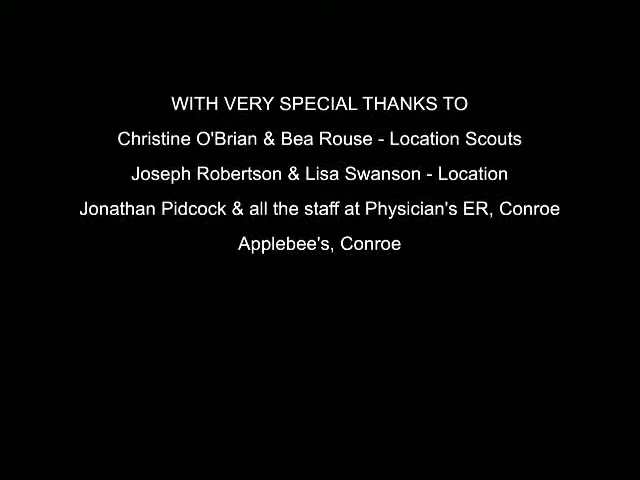 WITH VERY SPECIAL THANKS TO
Christine O'Brian & Bea Rouse - Location Scouts
Joseph Robertson & Lisa Swanson - Location
Jonathan Pidcock & all the staff at Physician's ER, Conroe
Applebee's, Conroe